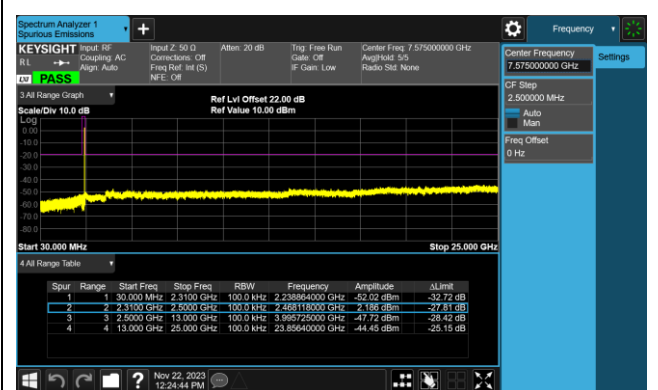 Spectrum Analyzer 1
Spurious Emissions
Frequency
KEYSIGHT Input: RF Input Z: 50 Ω Atten: 20 dB Trig: Free Run Center Freq: 7.575000000 GHz
RL Coupling: AC Corrections: Off Gate: Off Avg|Hold: 5/5
Align: Auto Freq Ref: Int (S) IF Gain: Low Radio Std: None
LXI PASS NFE: Off
Center Frequency
7.575000000 GHz
Settings
CF Step
2.500000 MHz
Auto
Man
Freq Offset
0 Hz
3 All Range Graph
Ref Lvl Offset 22.00 dB
Scale/Div 10.0 dB Ref Value 10.00 dBm
Log
0.00
-10.0
-20.0
-30.0
-40.0
-50.0
-60.0
-70.0
-80.0
Start 30.000 MHz Stop 25.000 GHz
4 All Range Table
Spur Range Start Freq Stop Freq RBW Frequency Amplitude ΔLimit
1 1 30.000 MHz 2.3100 GHz 100.0 kHz 2.238864000 GHz -52.02 dBm -32.72 dB
2 2 2.3100 GHz 2.5000 GHz 100.0 kHz 2.468118000 GHz 2.186 dBm -27.81 dB
3 3 2.5000 GHz 13.000 GHz 100.0 kHz 3.995725000 GHz -47.72 dBm -28.42 dB
4 4 13.000 GHz 25.000 GHz 100.0 kHz 23.85640000 GHz -44.45 dBm -25.15 dB
Nov 22, 2023
12:24:44 PM